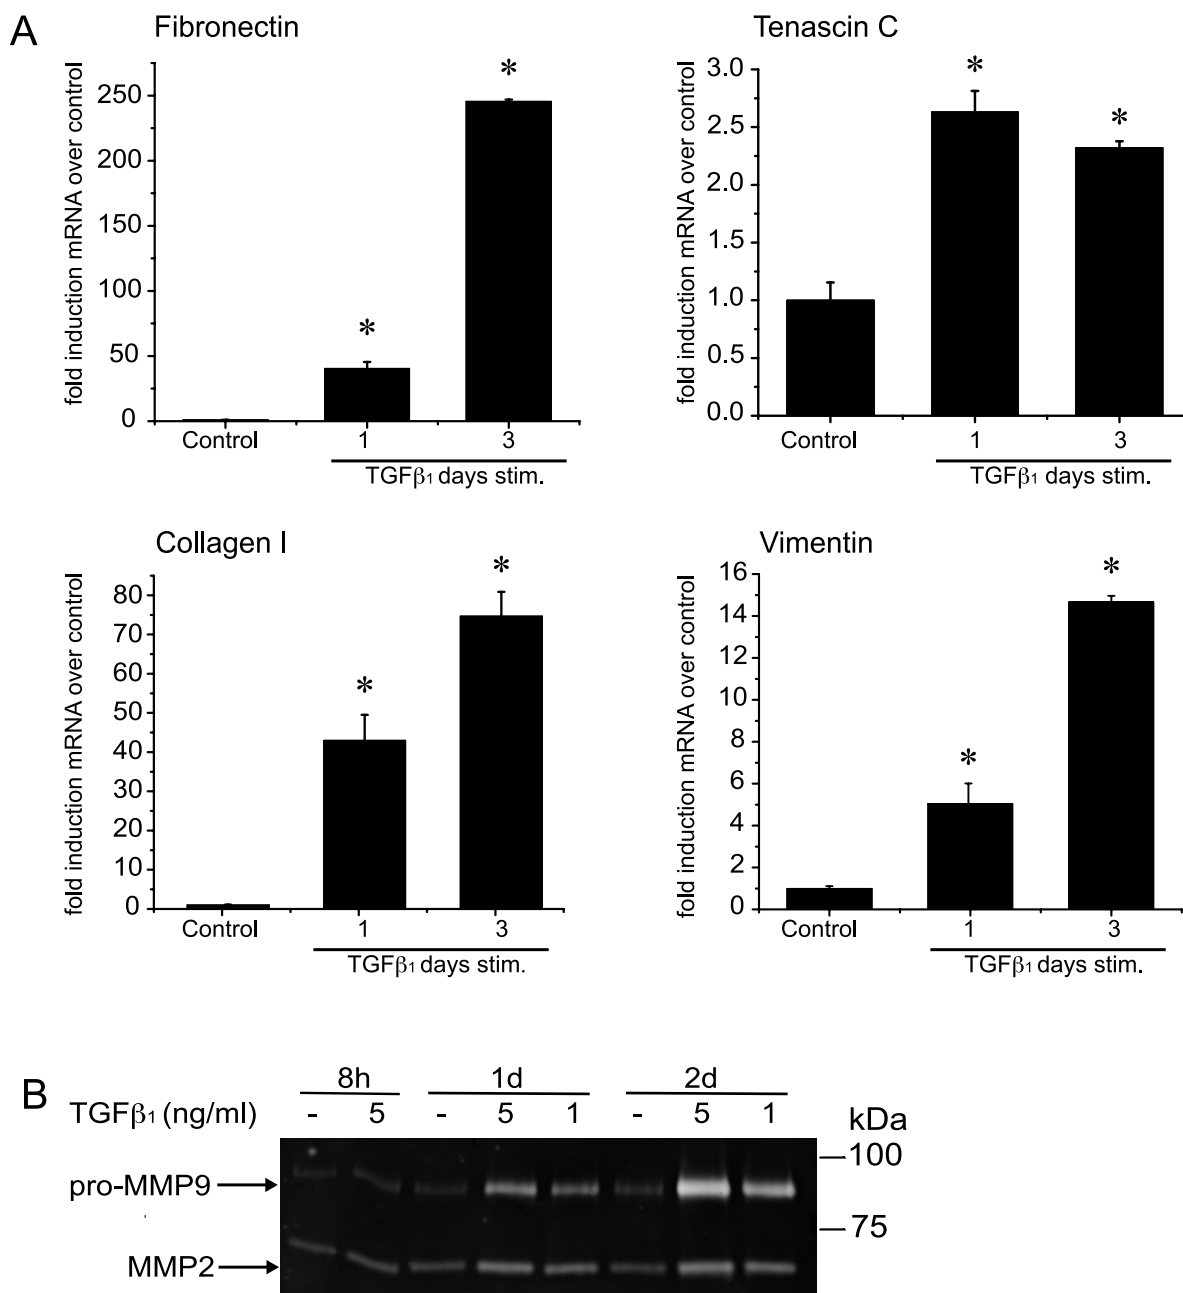 A
Fibronectin
fold induction mRNA over control
250
200
150
100
50
0
*
*
Control
1
3
TGFβ1 days stim.
Tenascin C
fold induction mRNA over control
3.0
2.5
2.0
1.5
1.0
0.5
0.0
*
*
Control
1
3
TGFβ1 days stim.
Collagen I
fold induction mRNA over control
80
70
60
50
40
30
20
10
0
*
*
Control
1
3
TGFβ1 days stim.
Vimentin
fold induction mRNA over control
16
14
12
10
8
6
4
2
0
*
*
Control
1
3
TGFβ1 days stim.
B
8h 1d 2d
TGFβ1 (ng/ml) - 5 - 5 1 - 5 1 kDa
100
pro-MMP9
75
MMP2